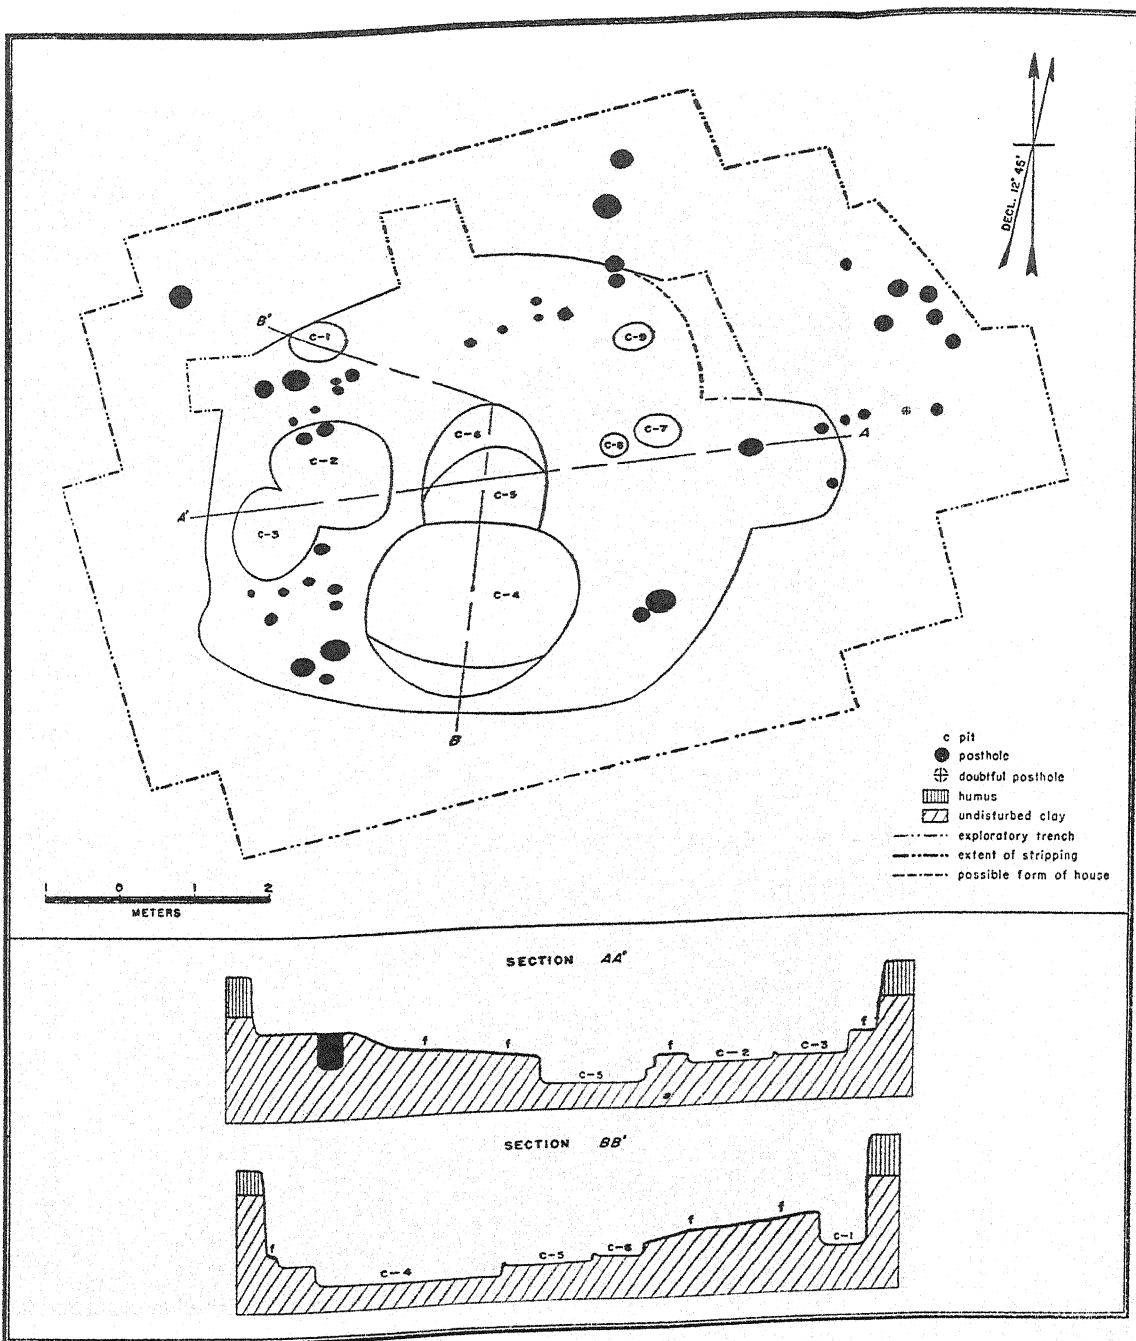 DECL. 12° 45'
B'
C-1
C-9
C-6
C-8
C-7
A
C-2
C-5
A'
C-3
C-4
B
c pit
posthole
doubtful posthole
humus
undisturbed clay
exploratory trench
extent of stripping
possible form of house
1 0 1 2
METERS
SECTION AA'
f
f f f
C-2 C-3
C-5
SECTION BB'
f f
f
C-1
C-5 C-6
C-4